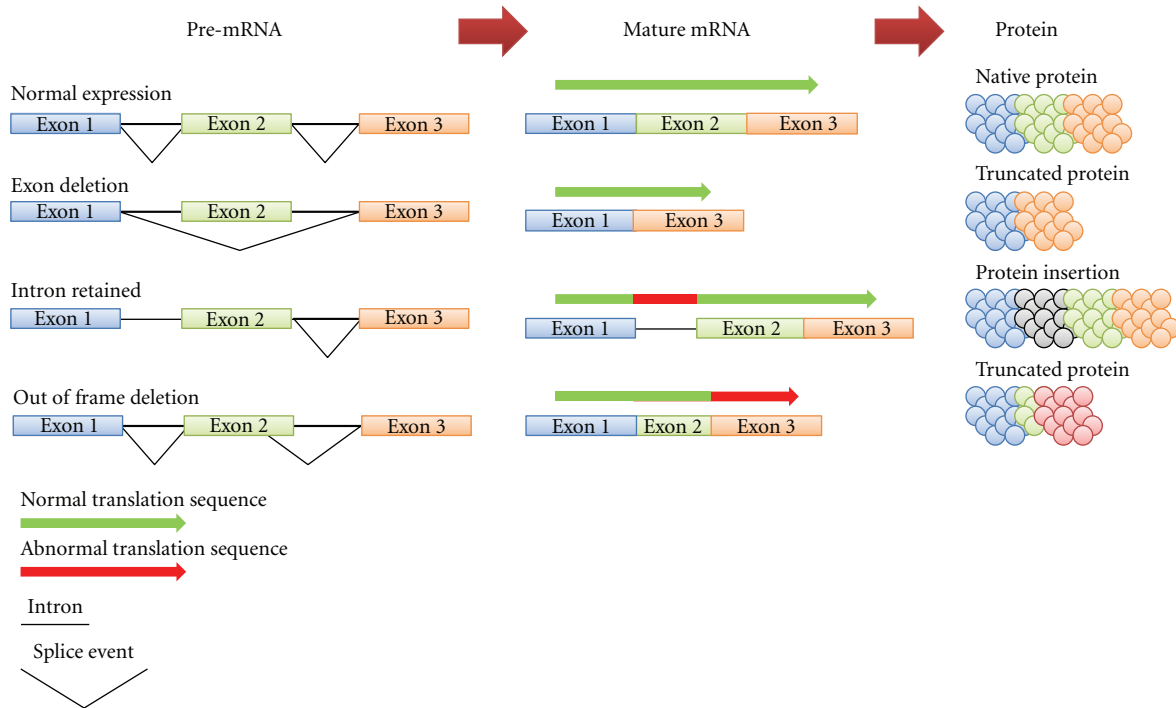 Pre-mRNA
Mature mRNA
Protein
Normal expression
Exon 1
Exon 2
Exon 3
Exon 1
Exon 2
Exon 3
Native protein
Exon deletion
Exon 1
Exon 2
Exon 3
Exon 1
Exon 3
Truncated protein
Intron retained
Exon 1
Exon 2
Exon 3
Exon 1
Exon 2
Exon 3
Protein insertion
Out of frame deletion
Exon 1
Exon 2
Exon 3
Exon 1
Exon 2
Exon 3
Truncated protein
Normal translation sequence
Abnormal translation sequence
Intron
Splice event